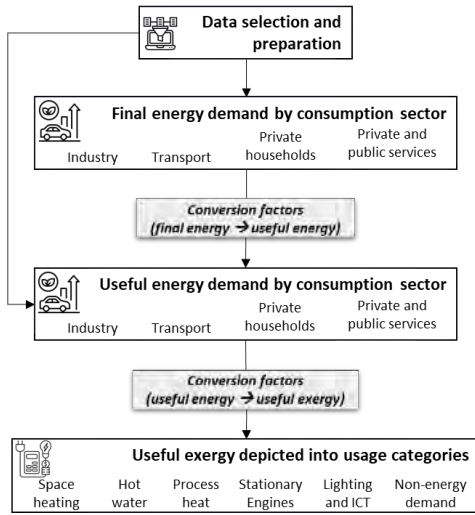 Data selection and
preparation
Final energy demand by consumption sector
Industry
Transport
Private
households
Private and
public services
Conversion factors
(final energy → useful energy)
Useful energy demand by consumption sector
Industry
Transport
Private
households
Private and
public services
Conversion factors
(useful energy → useful exergy)
Useful exergy depicted into usage categories
Space
heating
Hot
water
Process
heat
Stationary
Engines
Lighting
and ICT
Non-energy
demand